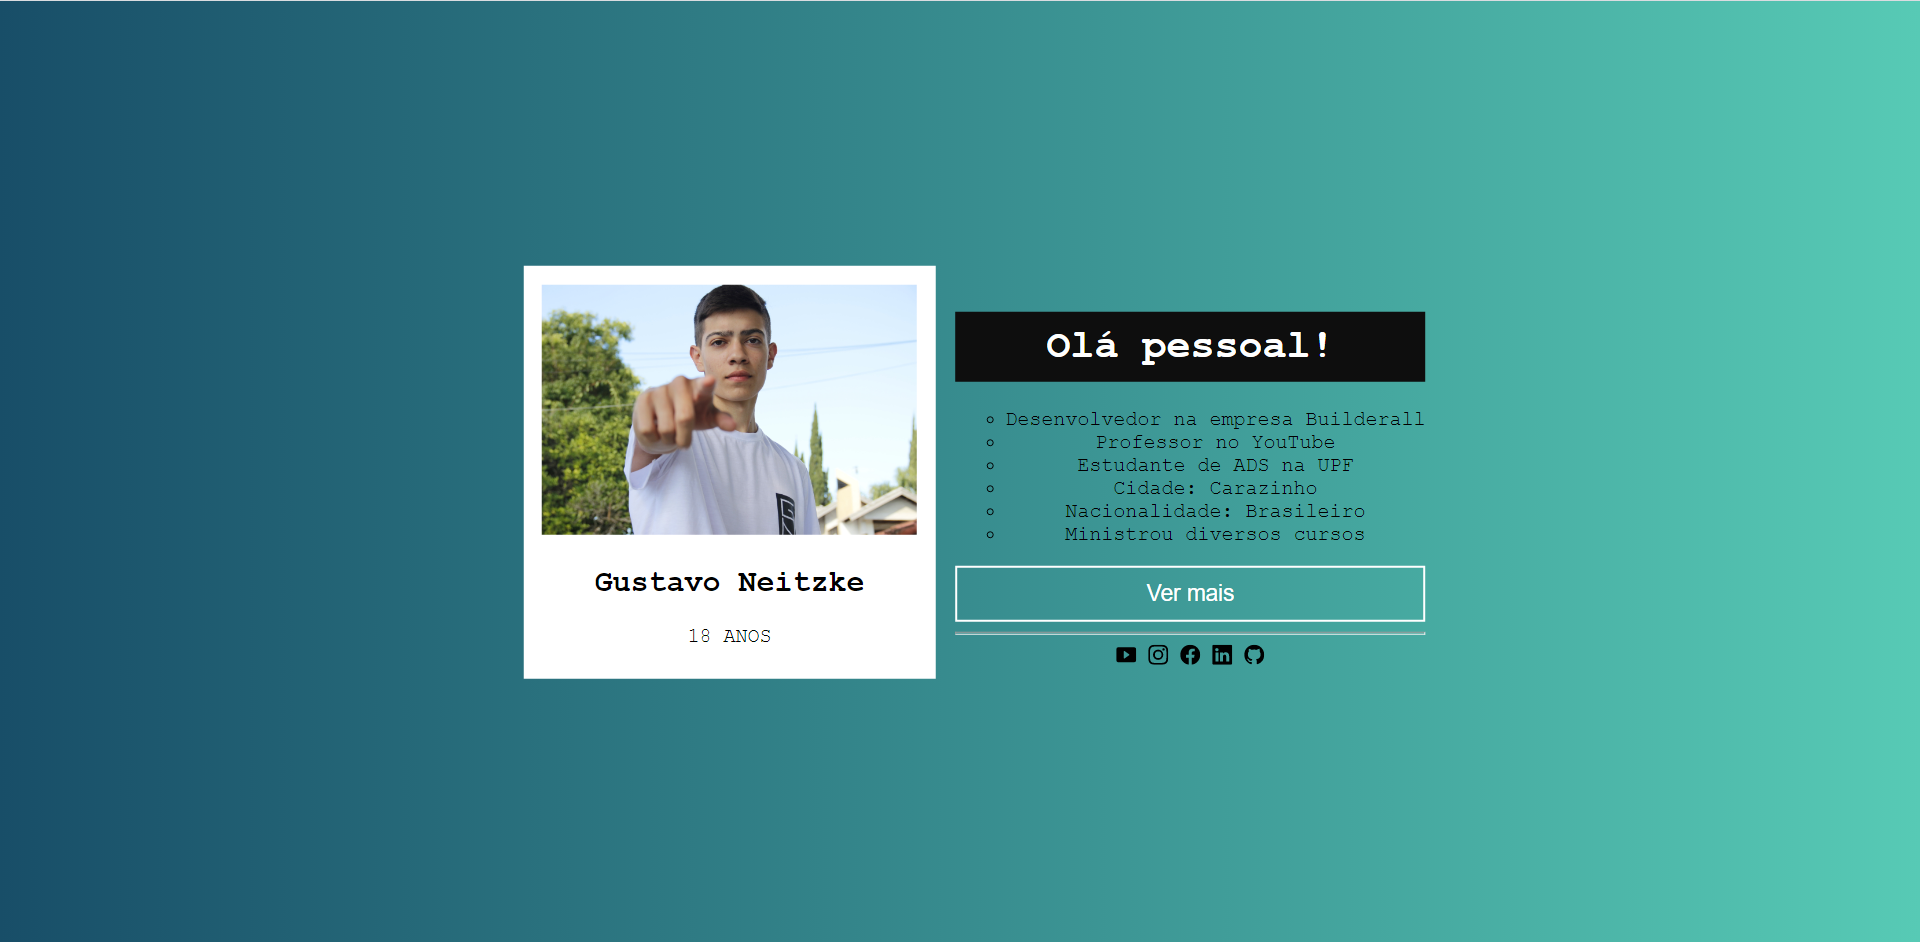 Gustavo Neitzke
18 ANOS
Olá pessoal!
Desenvolvedor na empresa Builderall
Professor no YouTube
Estudante de ADS na UPF
Cidade: Carazinho
Nacionalidade: Brasileiro
Ministrou diversos cursos
Ver mais